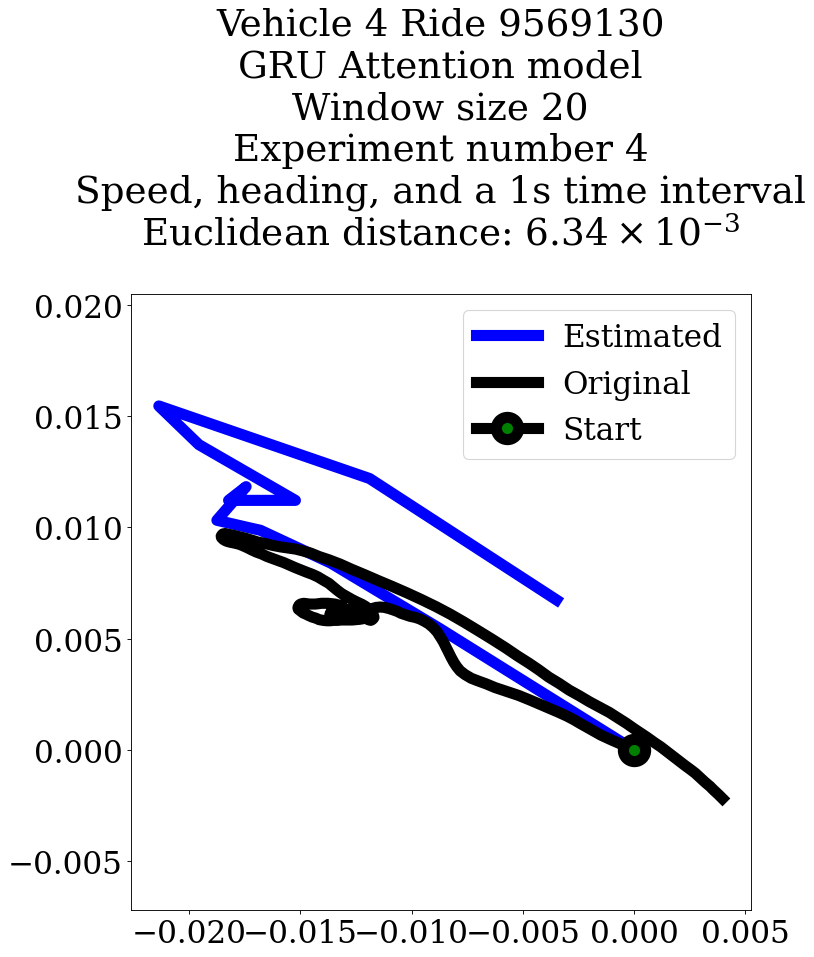 Vehicle 4 Ride 9569130
GRU Attention model
Window size 20
Experiment number 4
Speed, heading, and a 1s time interval
Euclidean distance: 6.34 × 10⁻³
Estimated
Original
Start
0.020
0.015
0.010
0.005
0.000
−0.005
−0.020 −0.015 −0.010 −0.005 0.000 0.005